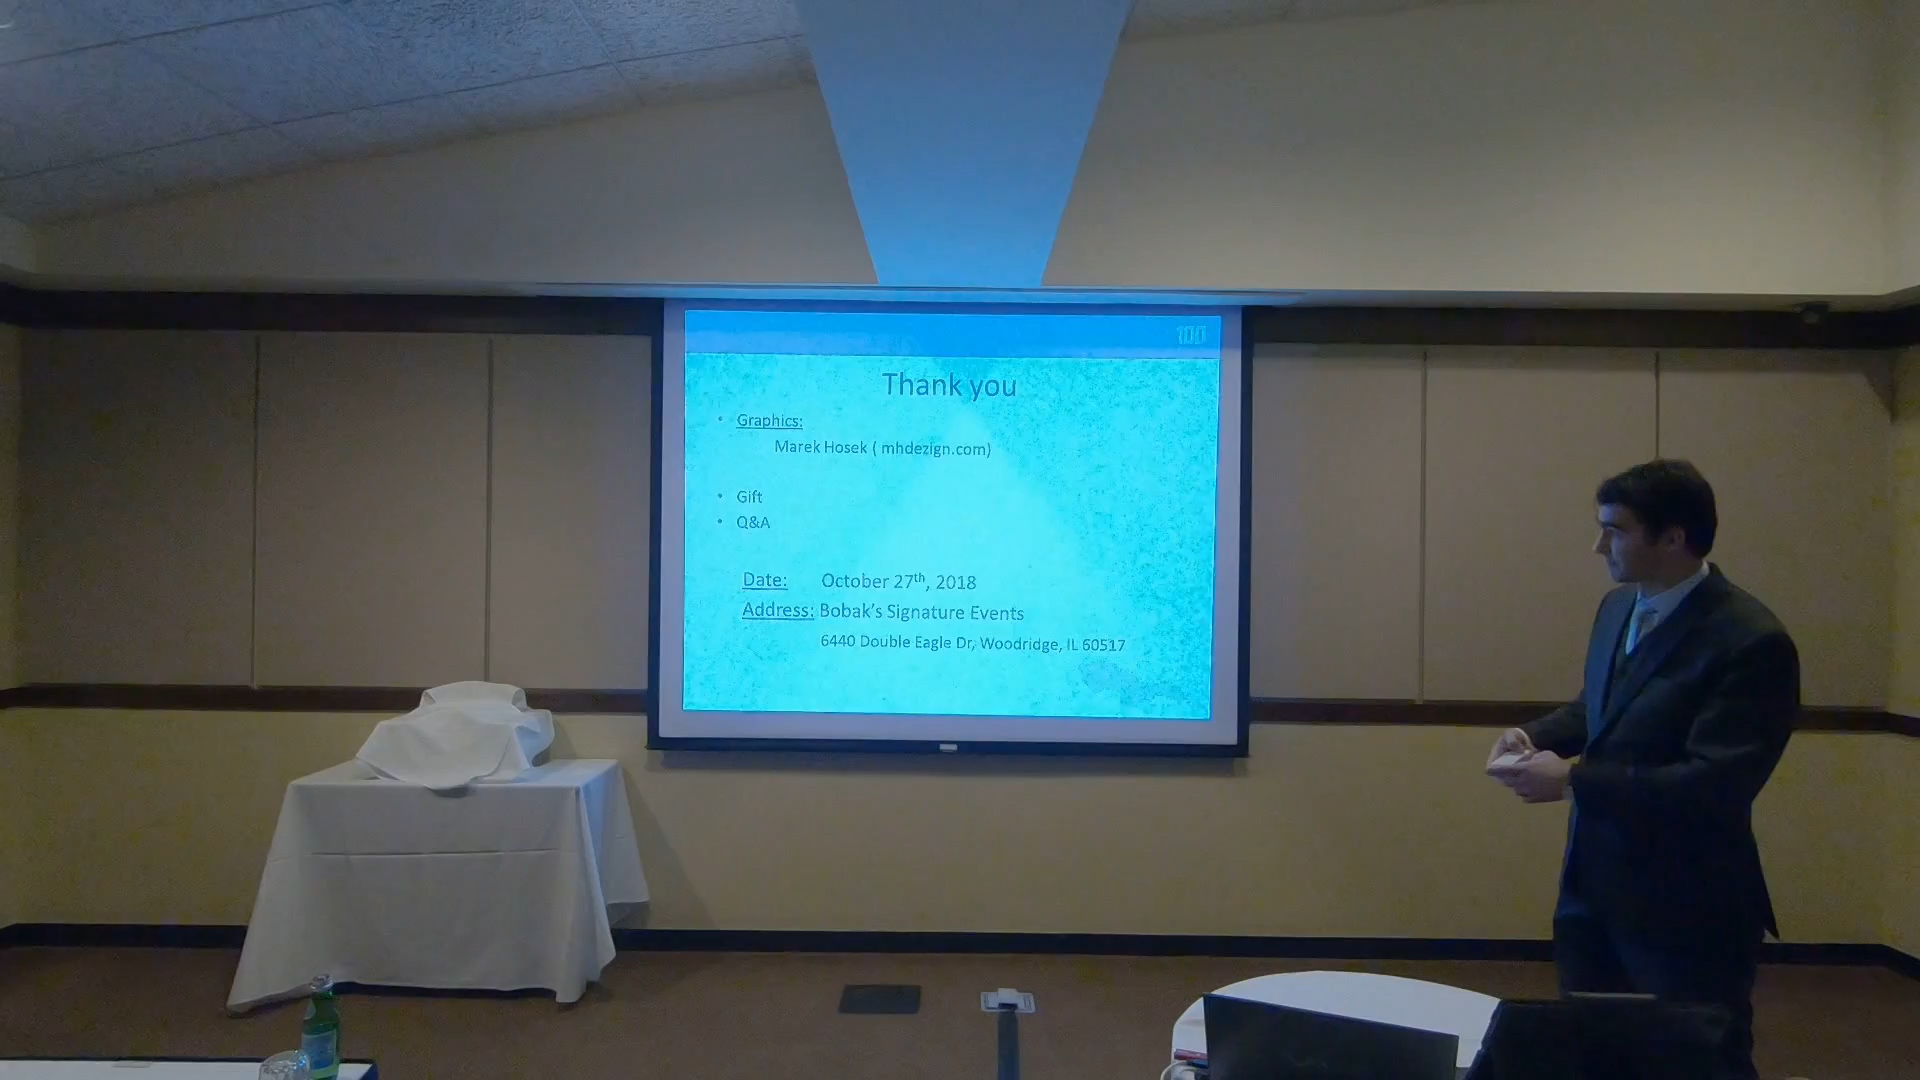 100
Thank you
• Graphics:
Marek Hosek ( mhdezign.com)
• Gift
• Q&A
Date: October 27th, 2018
Address: Bobak's Signature Events
6440 Double Eagle Dr, Woodridge, IL 60517